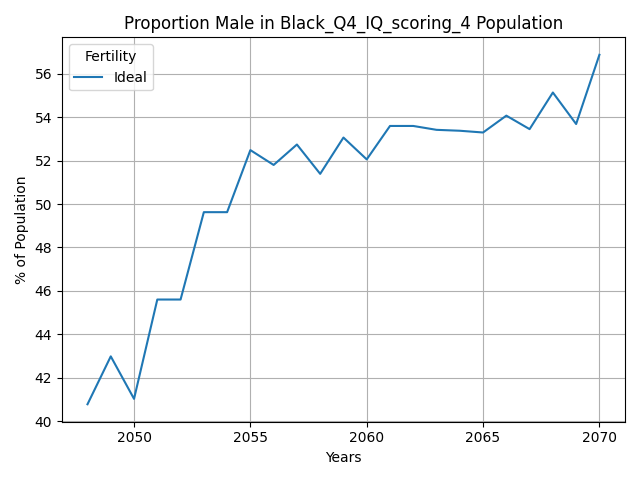 Proportion Male in Black_Q4_IQ_scoring_4 Population
Fertility
Ideal
% of Population
56
54
52
50
48
46
44
42
40
2050 2055 2060 2065 2070
Years